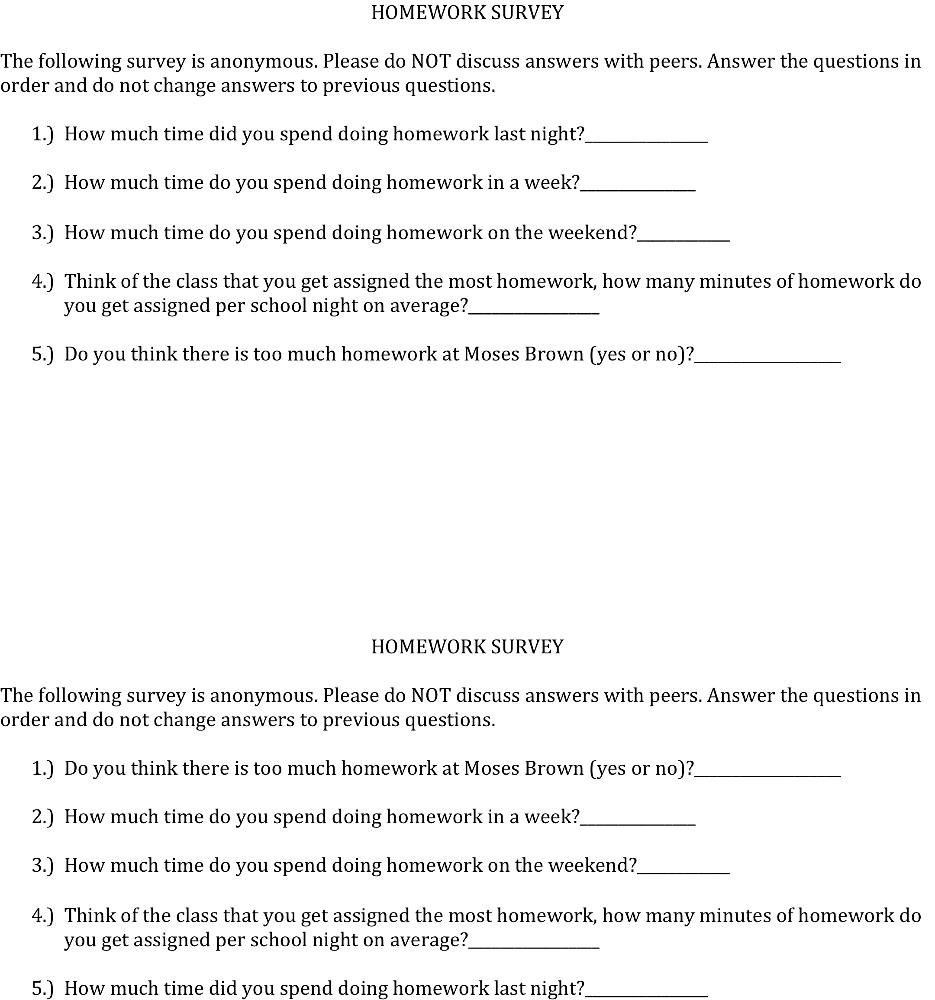 HOMEWORK SURVEY
The following survey is anonymous. Please do NOT discuss answers with peers. Answer the questions in
order and do not change answers to previous questions.
1.) How much time did you spend doing homework last night?________________
2.) How much time do you spend doing homework in a week?_______________
3.) How much time do you spend doing homework on the weekend?____________
4.) Think of the class that you get assigned the most homework, how many minutes of homework do
you get assigned per school night on average?_________________
5.) Do you think there is too much homework at Moses Brown (yes or no)?___________________
HOMEWORK SURVEY
The following survey is anonymous. Please do NOT discuss answers with peers. Answer the questions in
order and do not change answers to previous questions.
1.) Do you think there is too much homework at Moses Brown (yes or no)?___________________
2.) How much time do you spend doing homework in a week?_______________
3.) How much time do you spend doing homework on the weekend?____________
4.) Think of the class that you get assigned the most homework, how many minutes of homework do
you get assigned per school night on average?_________________
5.) How much time did you spend doing homework last night?________________